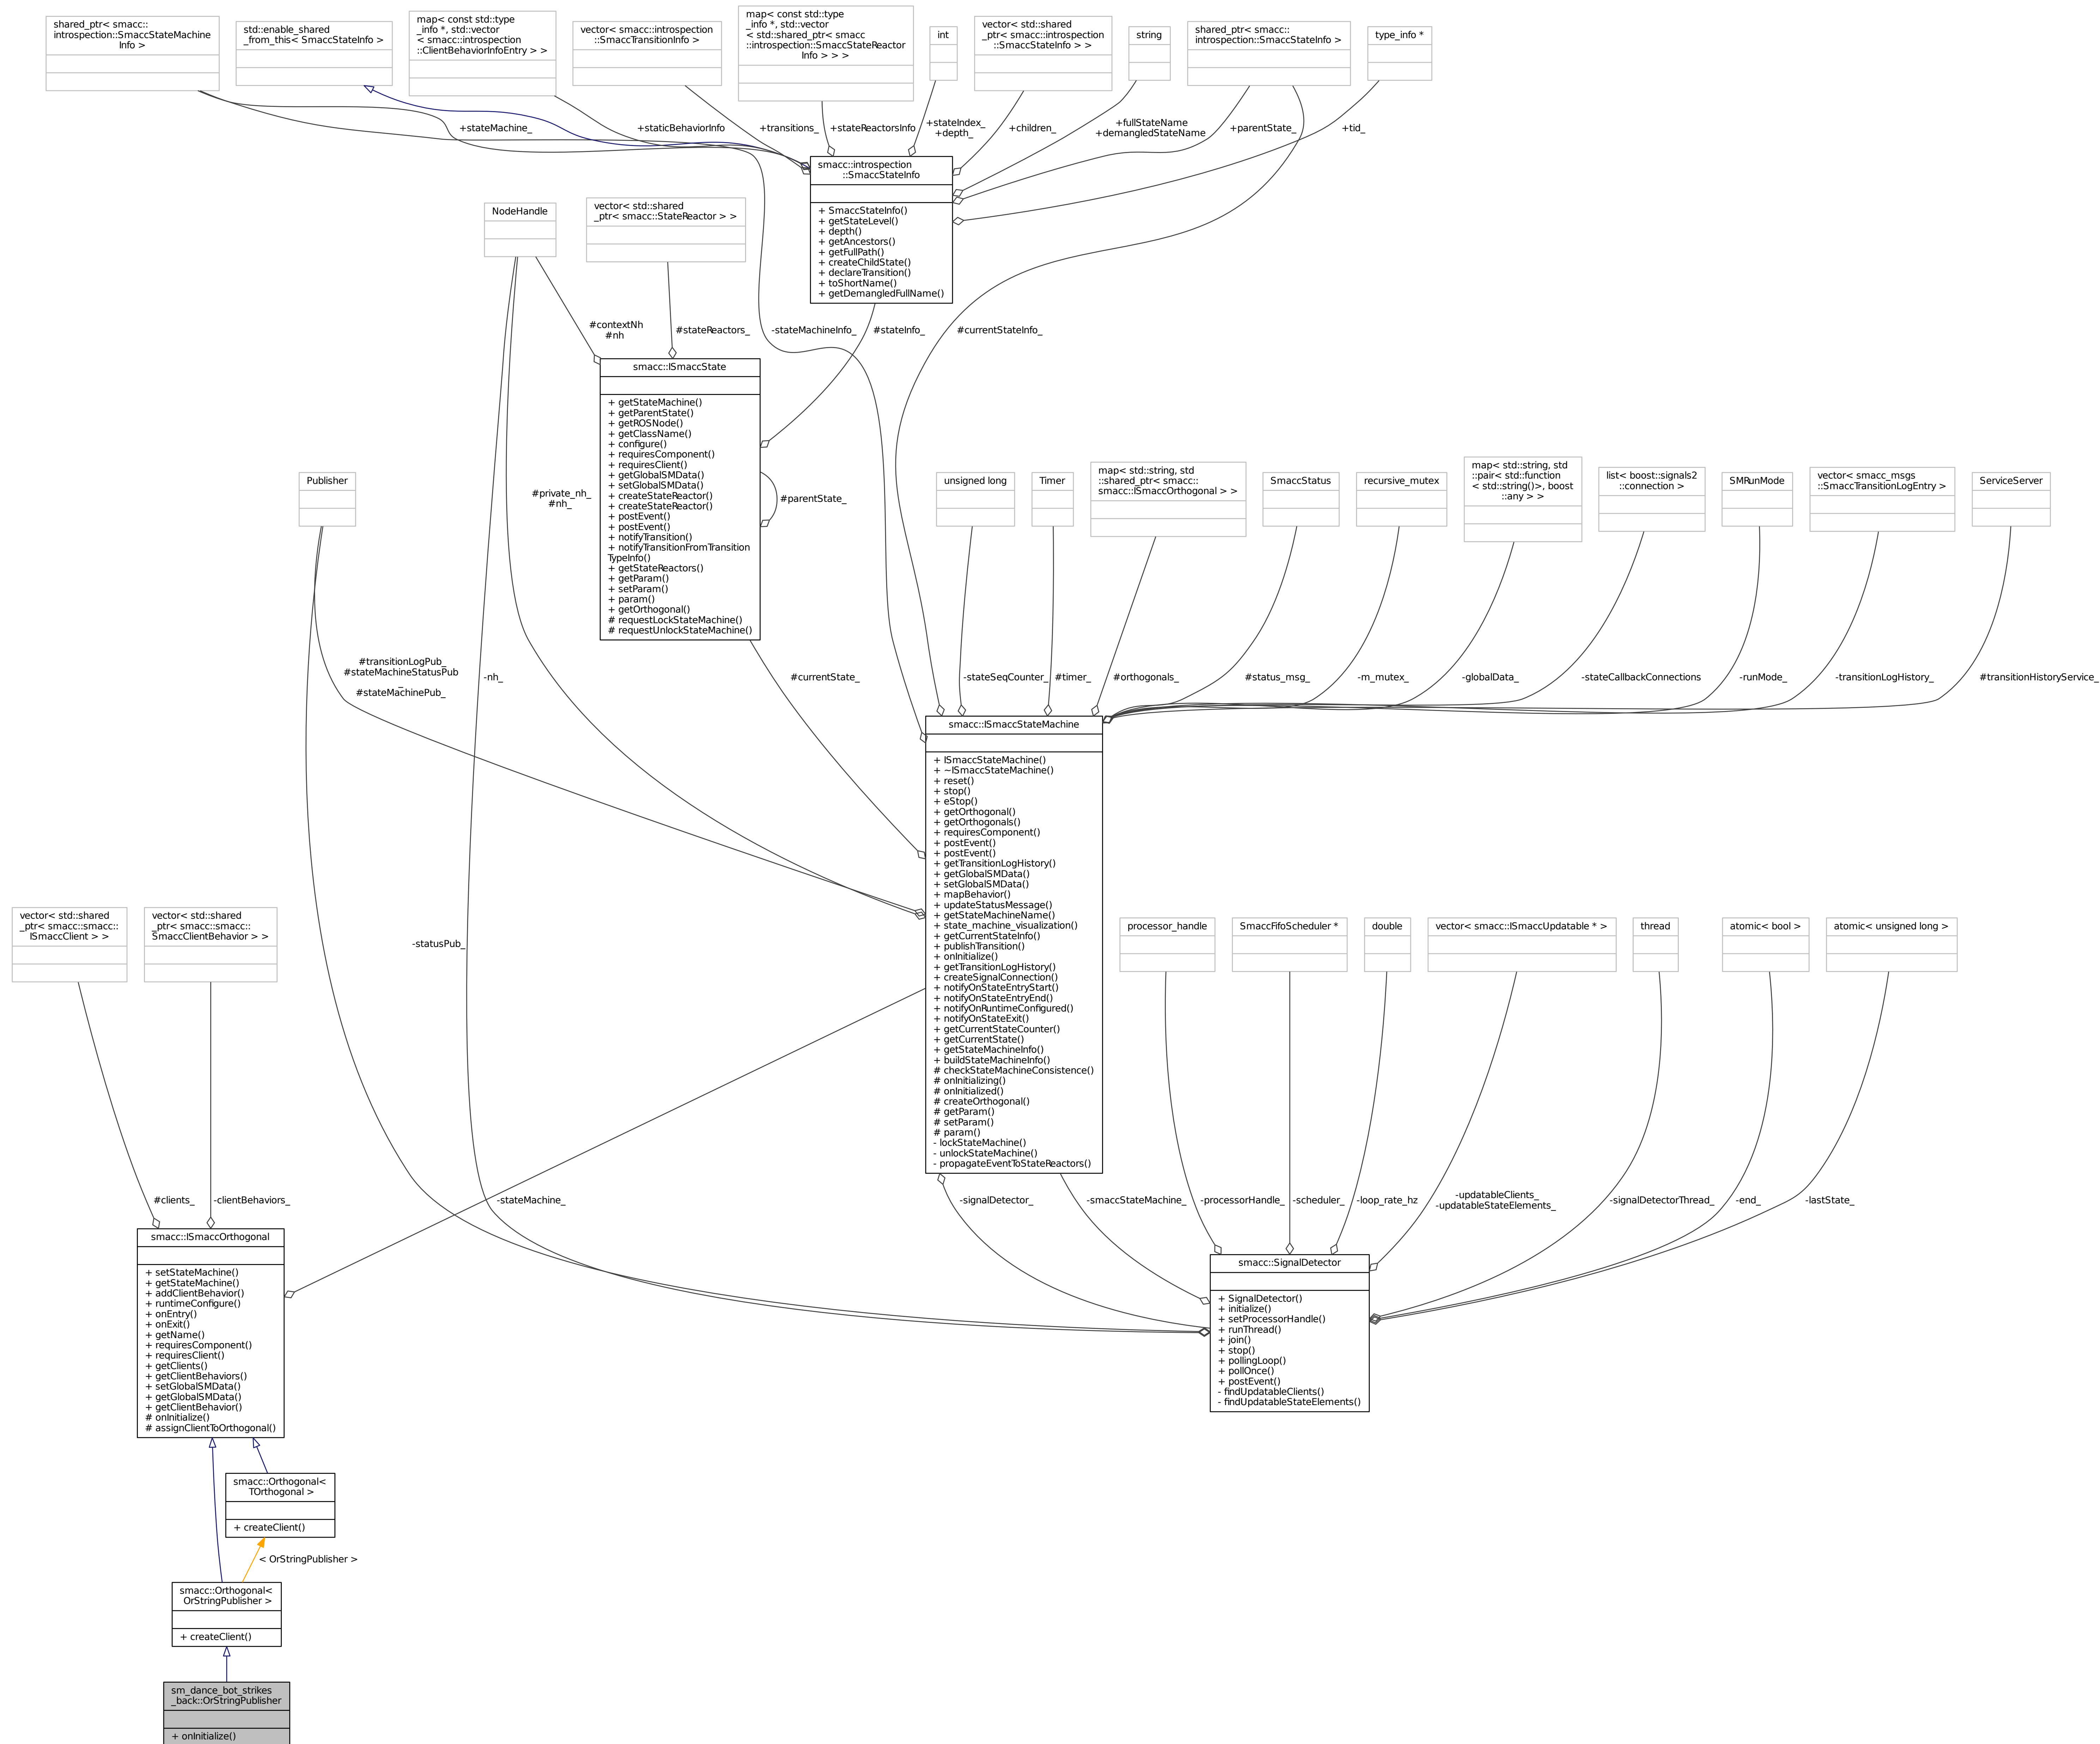 shared_ptr< smacc::
introspection::SmaccStateMachine
Info >
std::enable_shared
_from_this< SmaccStateInfo >
map< const std::type
_info *, std::vector
< smacc::introspection
::ClientBehaviorInfoEntry > >
vector< smacc::introspection
::SmaccTransitionInfo >
map< const std::type
_info *, std::vector
< std::shared_ptr< smacc
::introspection::SmaccStateReactor
Info > > >
int
vector< std::shared
_ptr< smacc::introspection
::SmaccStateInfo > >
string
shared_ptr< smacc::
introspection::SmaccStateInfo >
type_info *
+stateMachine_
+staticBehaviorInfo
+transitions_
+stateReactorsInfo
+stateIndex_
+depth_
+children_
+fullStateName
+demangledStateName
+parentState_
+tid_
smacc::introspection
::SmaccStateInfo
+ SmaccStateInfo()
+ getStateLevel()
+ depth()
+ getAncestors()
+ getFullPath()
+ createChildState()
+ declareTransition()
+ toShortName()
+ getDemangledFullName()
NodeHandle
vector< std::shared
_ptr< smacc::StateReactor > >
#contextNh
#nh
#stateReactors_
-stateMachineInfo_
#stateInfo_
#currentStateInfo_
smacc::ISmaccState
+ getStateMachine()
+ getParentState()
+ getROSNode()
+ getClassName()
+ configure()
+ requiresComponent()
+ requiresClient()
+ getGlobalSMData()
+ setGlobalSMData()
+ createStateReactor()
+ createStateReactor()
+ postEvent()
+ postEvent()
+ notifyTransition()
+ notifyTransitionFromTransition
TypeInfo()
+ getStateReactors()
+ getParam()
+ setParam()
+ param()
+ getOrthogonal()
# requestLockStateMachine()
# requestUnlockStateMachine()
#parentState_
#private_nh_
#nh_
Publisher
unsigned long
Timer
map< std::string, std
::shared_ptr< smacc::
smacc::ISmaccOrthogonal > >
SmaccStatus
recursive_mutex
map< std::string, std
::pair< std::function
< std::string()>, boost
::any > >
list< boost::signals2
::connection >
SMRunMode
vector< smacc_msgs
::SmaccTransitionLogEntry >
ServiceServer
#transitionLogPub_
#stateMachineStatusPub
_
#stateMachinePub_
-nh_
#currentState_
-stateSeqCounter_
#timer_
#orthogonals_
#status_msg_
-m_mutex_
-globalData_
-stateCallbackConnections
-runMode_
-transitionLogHistory_
#transitionHistoryService_
smacc::ISmaccStateMachine
+ ISmaccStateMachine()
+ ~ISmaccStateMachine()
+ reset()
+ stop()
+ eStop()
+ getOrthogonal()
+ getOrthogonals()
+ requiresComponent()
+ postEvent()
+ postEvent()
+ getTransitionLogHistory()
+ getGlobalSMData()
+ setGlobalSMData()
+ mapBehavior()
+ updateStatusMessage()
+ getStateMachineName()
+ state_machine_visualization()
+ getCurrentStateInfo()
+ publishTransition()
+ onInitialize()
+ getTransitionLogHistory()
+ createSignalConnection()
+ notifyOnStateEntryStart()
+ notifyOnStateEntryEnd()
+ notifyOnRuntimeConfigured()
+ notifyOnStateExit()
+ getCurrentStateCounter()
+ getCurrentState()
+ getStateMachineInfo()
+ buildStateMachineInfo()
# checkStateMachineConsistence()
# onInitializing()
# onInitialized()
# createOrthogonal()
# getParam()
# setParam()
# param()
- lockStateMachine()
- unlockStateMachine()
- propagateEventToStateReactors()
vector< std::shared
_ptr< smacc::smacc::
ISmaccClient > >
vector< std::shared
_ptr< smacc::smacc::
SmaccClientBehavior > >
-statusPub_
processor_handle
SmaccFifoScheduler *
double
vector< smacc::ISmaccUpdatable * >
thread
atomic< bool >
atomic< unsigned long >
#clients_
-clientBehaviors_
-stateMachine_
-signalDetector_
-smaccStateMachine_
-processorHandle_
-scheduler_
-loop_rate_hz
-updatableClients_
-updatableStateElements_
-signalDetectorThread_
-end_
-lastState_
smacc::ISmaccOrthogonal
+ setStateMachine()
+ getStateMachine()
+ addClientBehavior()
+ runtimeConfigure()
+ onEntry()
+ onExit()
+ getName()
+ requiresComponent()
+ requiresClient()
+ getClients()
+ getClientBehaviors()
+ setGlobalSMData()
+ getGlobalSMData()
+ getClientBehavior()
# onInitialize()
# assignClientToOrthogonal()
smacc::SignalDetector
+ SignalDetector()
+ initialize()
+ setProcessorHandle()
+ runThread()
+ join()
+ stop()
+ pollingLoop()
+ pollOnce()
+ postEvent()
- findUpdatableClients()
- findUpdatableStateElements()
smacc::Orthogonal<
TOrthogonal >
+ createClient()
< OrStringPublisher >
smacc::Orthogonal<
OrStringPublisher >
+ createClient()
sm_dance_bot_strikes
_back::OrStringPublisher
+ onInitialize()